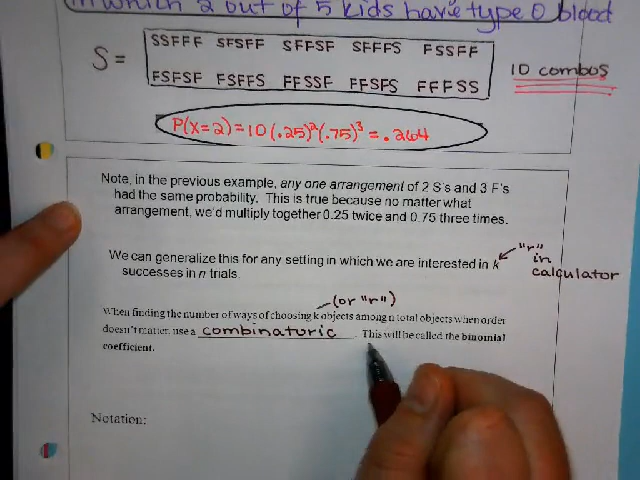 in which 2 out of 5 kids have type O blood
S =
SSFFF SFSFF SFFSF SFFFS FSSFF
FSFSF FSFFS FFSSF FFSFS FFFSS
10 combos
P(X=2) = 10 (.25)² (.75)³ = .264
Note, in the previous example, any one arrangement of 2 S's and 3 F's
had the same probability. This is true because no matter what
arrangement, we'd multiply together 0.25 twice and 0.75 three times.
"r"
in
calculator
We can generalize this for any setting in which we are interested in k
successes in n trials.
(or "r")
When finding the number of ways of choosing k objects among n total objects when order
doesn't matter, use a combinatoric. This will be called the binomial
coefficient.
Notation: